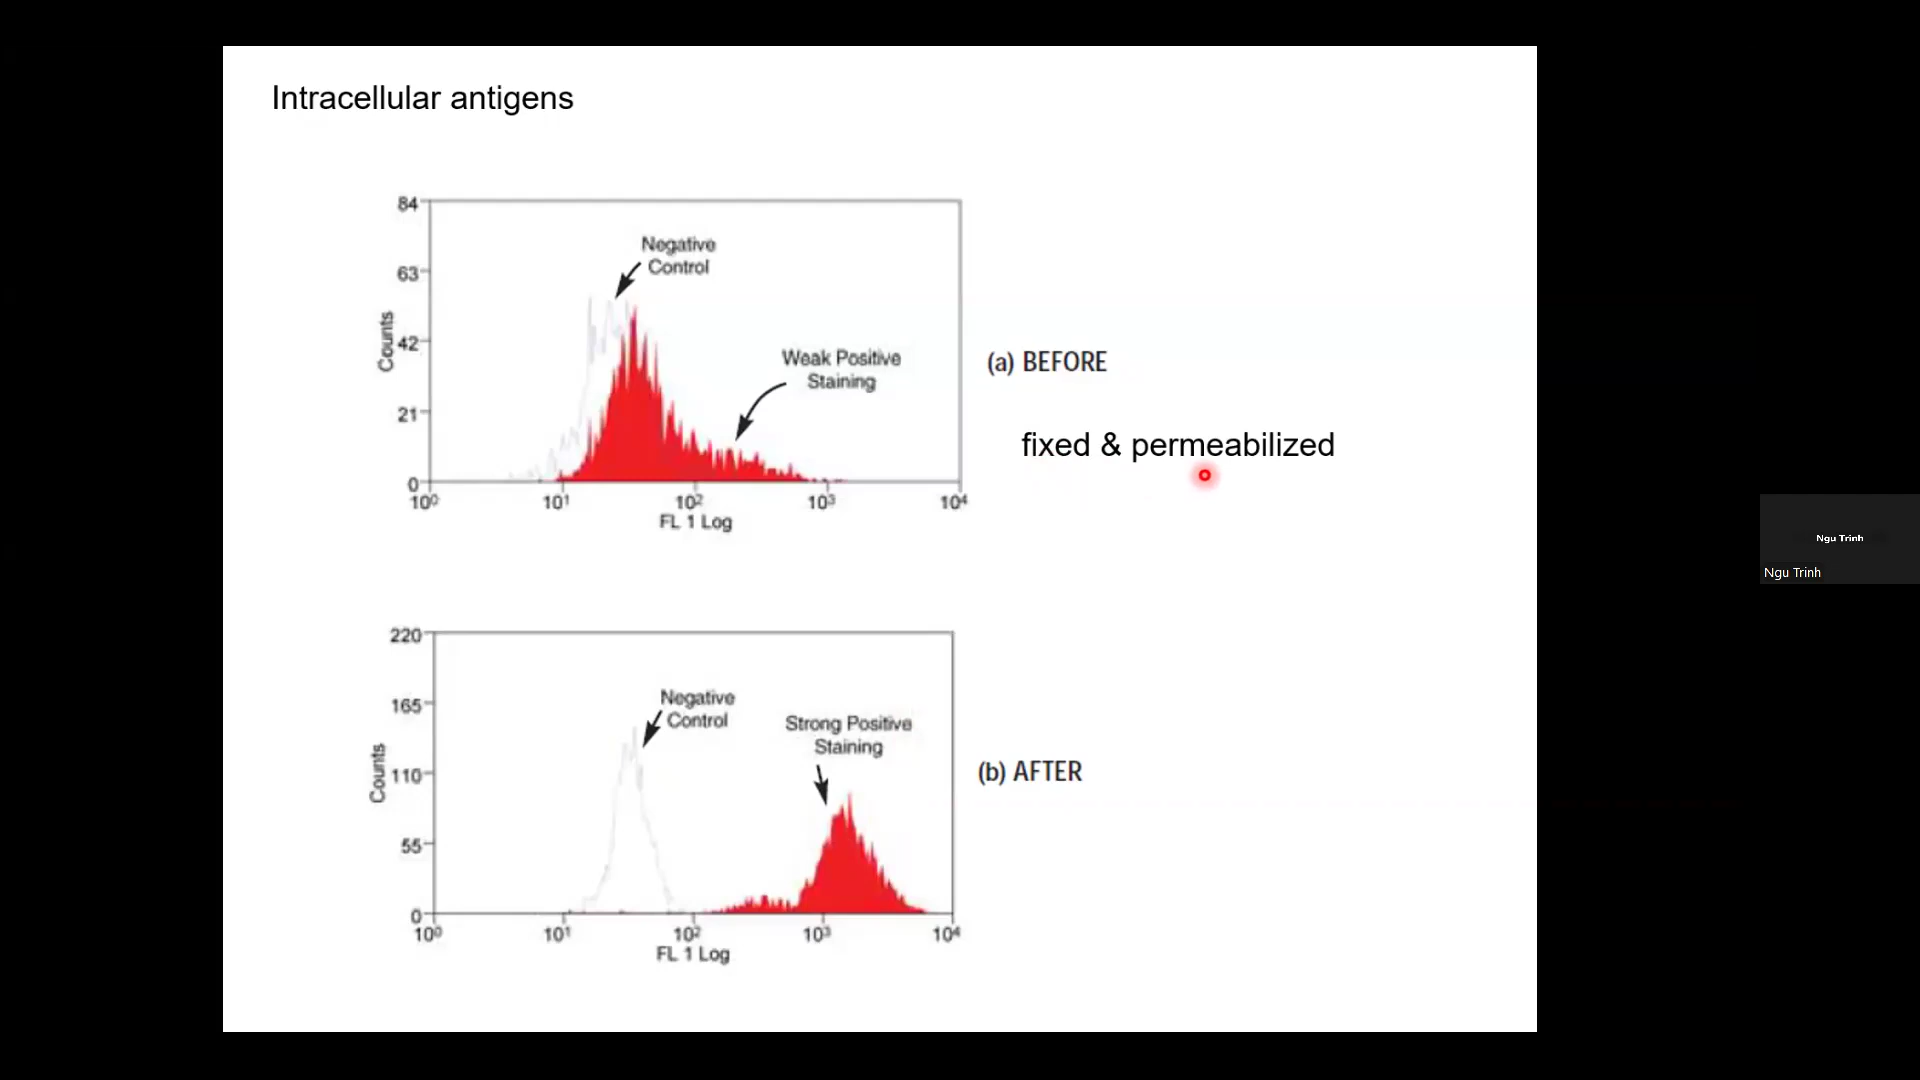 Intracellular antigens
84
63
42
21
0
Counts
Negative
Control
Weak Positive
Staining
10⁰
10¹
10²
10³
10⁴
FL 1 Log
(a) BEFORE
fixed & permeabilized
220
165
110
55
0
Counts
Negative
Control
Strong Positive
Staining
10⁰
10¹
10²
10³
10⁴
FL 1 Log
(b) AFTER
Ngu Trinh
Ngu Trinh